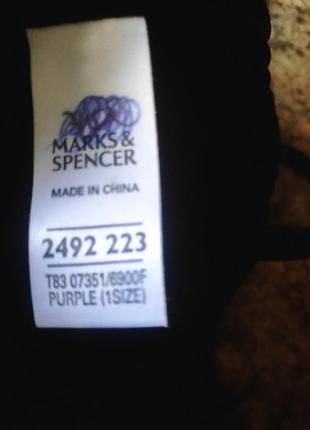 MARKS &
SPENCER
MADE IN CHINA
2492 223
T83 07351/6900F
PURPLE (1SIZE)